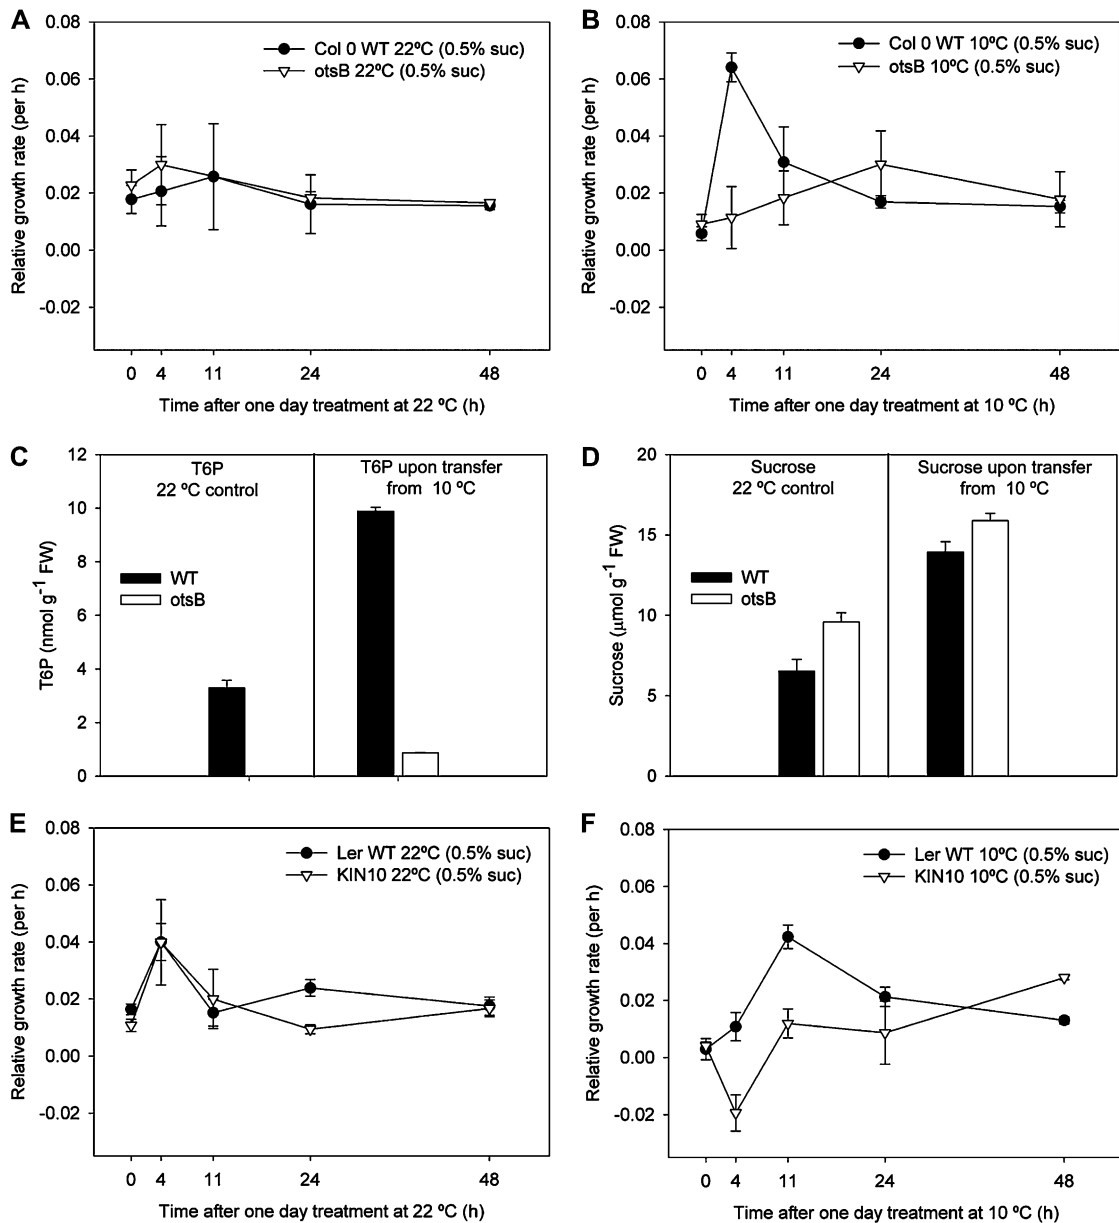 A
Col 0 WT 22ºC (0.5% suc)
otsB 22ºC (0.5% suc)
Relative growth rate (per h)
0.08
0.06
0.04
0.02
0.00
-0.02
0 4 11 24 48
Time after one day treatment at 22 ºC (h)
B
Col 0 WT 10ºC (0.5% suc)
otsB 10ºC (0.5% suc)
Relative growth rate (per h)
0.08
0.06
0.04
0.02
0.00
-0.02
0 4 11 24 48
Time after one day treatment at 10 ºC (h)
C
T6P
22 ºC control
T6P upon transfer
from 10 ºC
WT
otsB
T6P (nmol g⁻¹ FW)
12
10
8
6
4
2
0
D
Sucrose
22 ºC control
Sucrose upon transfer
from 10 ºC
WT
otsB
Sucrose (μmol g⁻¹ FW)
20
15
10
5
0
E
Ler WT 22ºC (0.5% suc)
KIN10 22ºC (0.5% suc)
Relative growth rate (per h)
0.08
0.06
0.04
0.02
0.00
-0.02
0 4 11 24 48
Time after one day treatment at 22 ºC (h)
F
Ler WT 10ºC (0.5% suc)
KIN10 10ºC (0.5% suc)
Relative growth rate (per h)
0.08
0.06
0.04
0.02
0.00
-0.02
0 4 11 24 48
Time after one day treatment at 10 ºC (h)